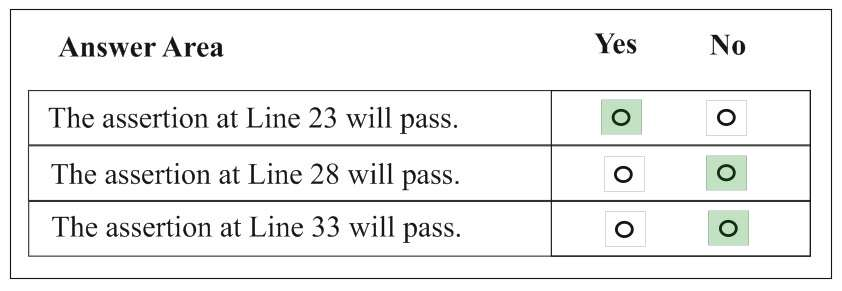 Answer Area Yes No
The assertion at Line 23 will pass.
The assertion at Line 28 will pass.
The assertion at Line 33 will pass.